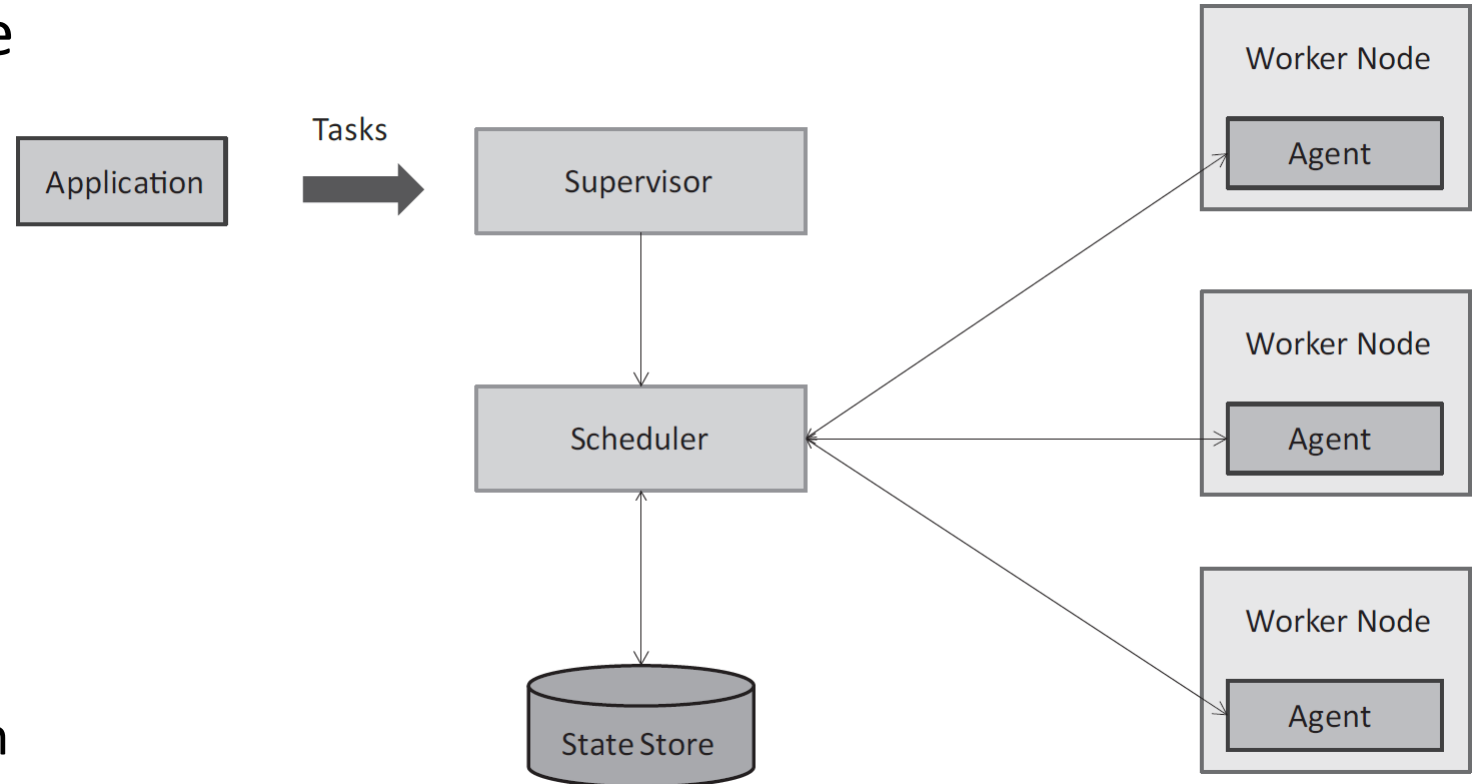 e
Application
Tasks
Supervisor
Scheduler
State Store
Worker Node
Agent
Worker Node
Agent
Worker Node
Agent
n